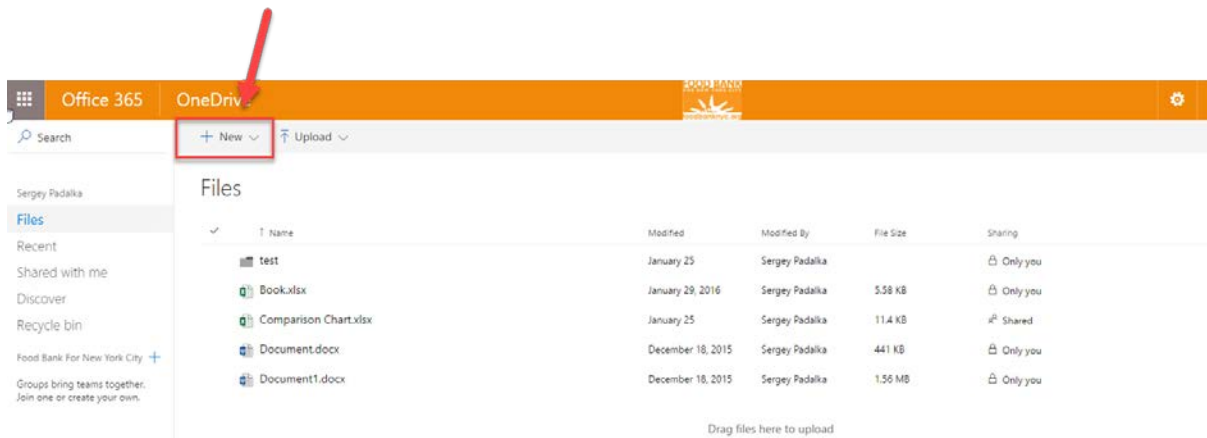 Office 365 OneDrive
FOOD BANK
foodbanknyc.org
Search
+ New Upload
Sergey Padalka
Files
Recent
Shared with me
Discover
Recycle bin
Food Bank For New York City +
Groups bring teams together.
Join one or create your own.
Files
Name Modified Modified By File Size Sharing
test January 25 Sergey Padalka Only you
Book.xlsx January 29, 2016 Sergey Padalka 5.58 KB Only you
Comparison Chart.xlsx January 25 Sergey Padalka 11.4 KB Shared
Document.docx December 18, 2015 Sergey Padalka 441 KB Only you
Document1.docx December 18, 2015 Sergey Padalka 1.56 MB Only you
Drag files here to upload